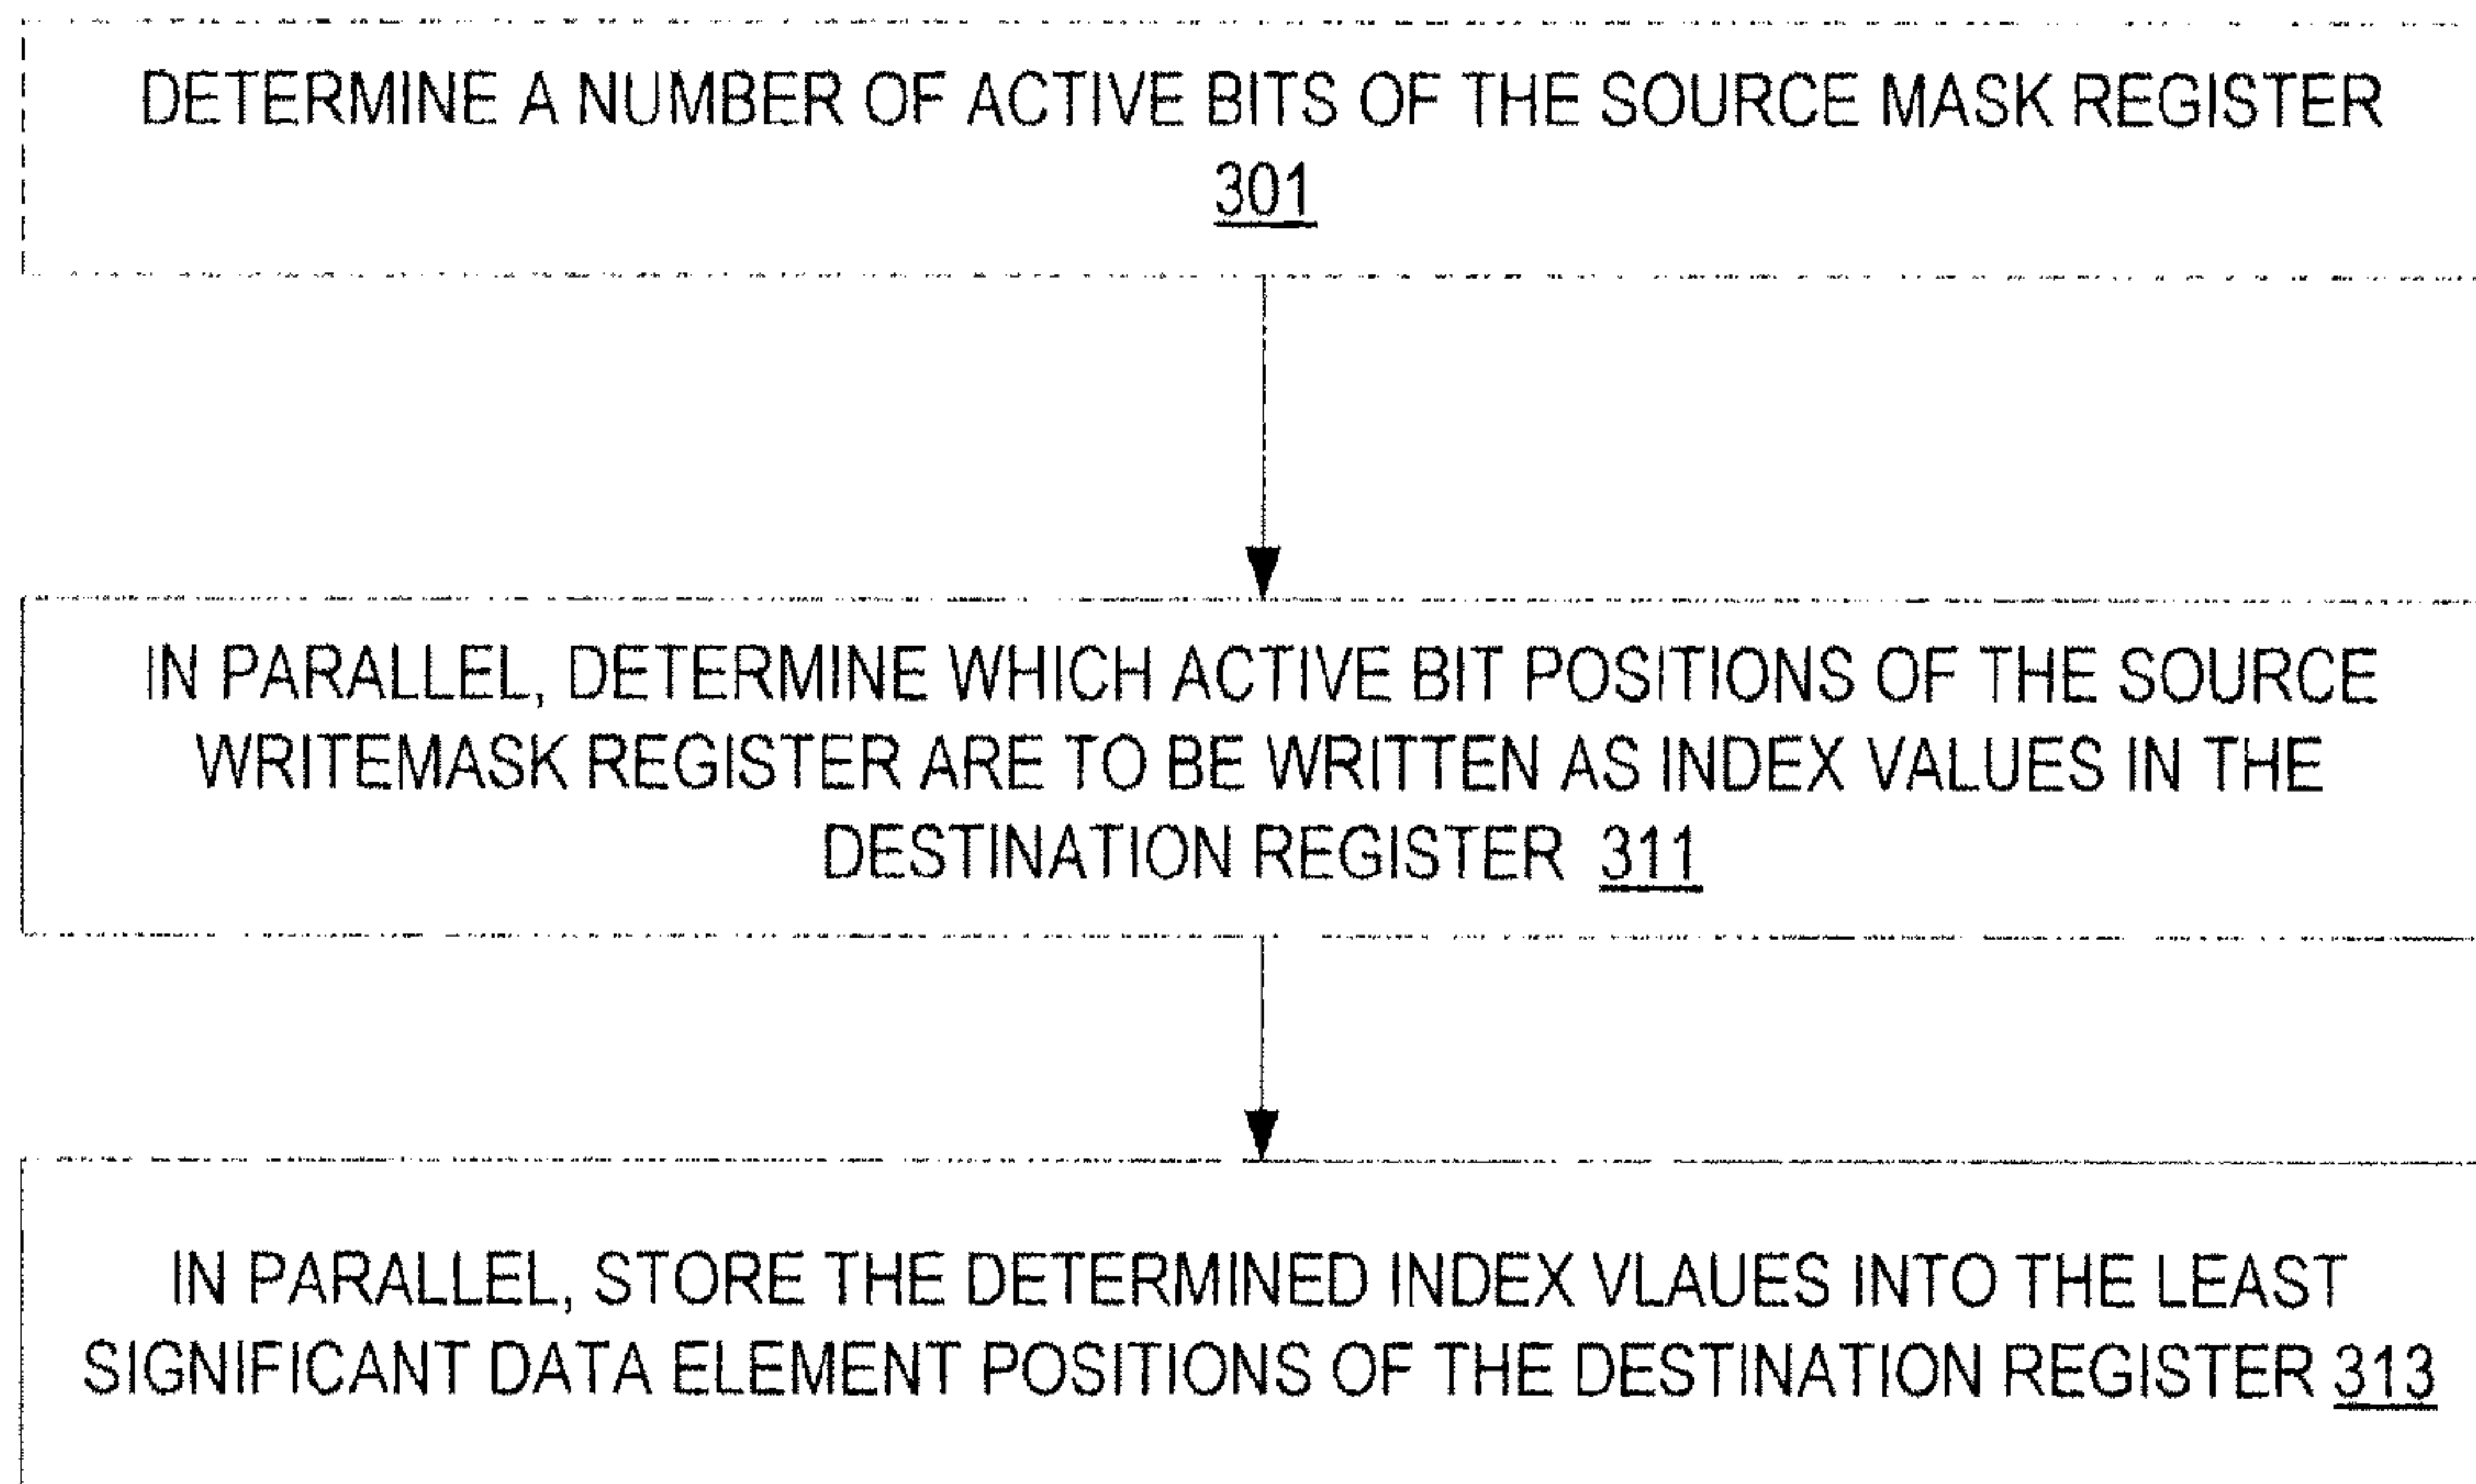 DETERMINE A NUMBER OF ACTIVE BITS OF THE SOURCE MASK REGISTER
301
IN PARALLEL, DETERMINE WHICH ACTIVE BIT POSITIONS OF THE SOURCE
WRITEMASK REGISTER ARE TO BE WRITTEN AS INDEX VALUES IN THE
DESTINATION REGISTER 311
IN PARALLEL, STORE THE DETERMINED INDEX VLAUES INTO THE LEAST
SIGNIFICANT DATA ELEMENT POSITIONS OF THE DESTINATION REGISTER 313